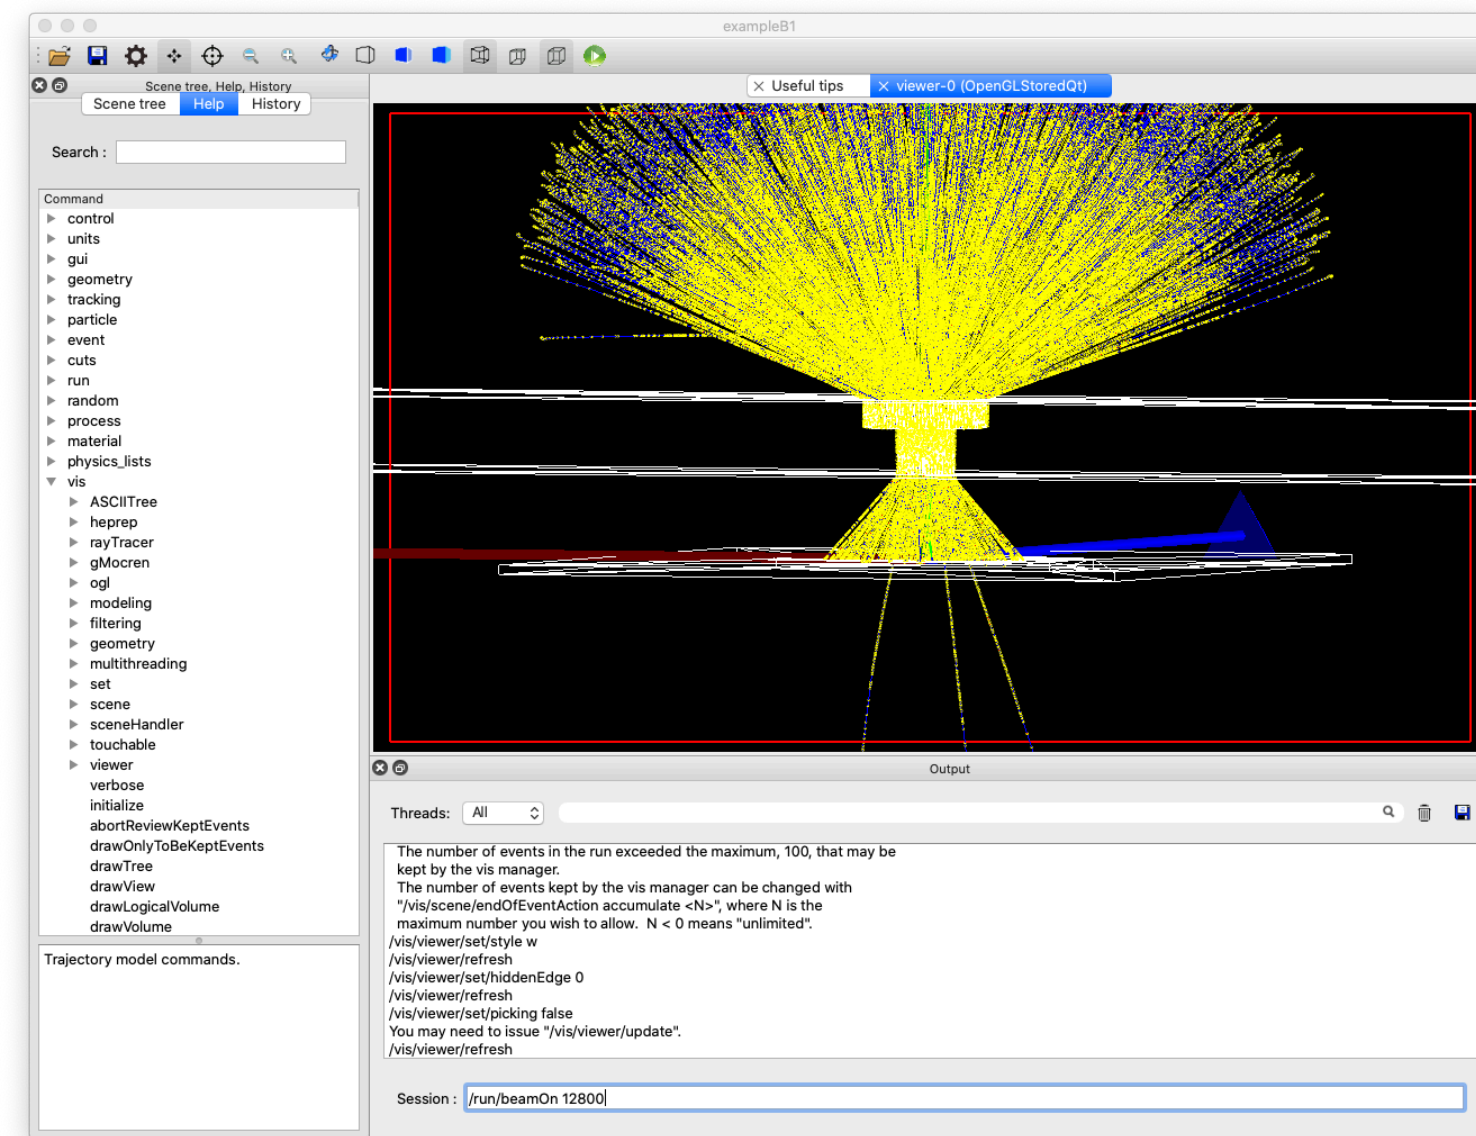 exampleB1
Scene tree, Help, History
Scene tree
Help
History
Search :
Command
control
units
gui
geometry
tracking
particle
event
cuts
run
random
process
material
physics_lists
vis
ASCIITree
heprep
rayTracer
gMocren
ogl
modeling
filtering
geometry
multithreading
set
scene
sceneHandler
touchable
viewer
verbose
initialize
abortReviewKeptEvents
drawOnlyToBeKeptEvents
drawTree
drawView
drawLogicalVolume
drawVolume
Trajectory model commands.
Useful tips
viewer-0 (OpenGLStoredQt)
Output
Threads:
All
The number of events in the run exceeded the maximum, 100, that may be
kept by the vis manager.
The number of events kept by the vis manager can be changed with
"/vis/scene/endOfEventAction accumulate <N>", where N is the
maximum number you wish to allow.  N < 0 means "unlimited".
/vis/viewer/set/style w
/vis/viewer/refresh
/vis/viewer/set/hiddenEdge 0
/vis/viewer/refresh
/vis/viewer/set/picking false
You may need to issue "/vis/viewer/update".
/vis/viewer/refresh
Session :
/run/beamOn 12800